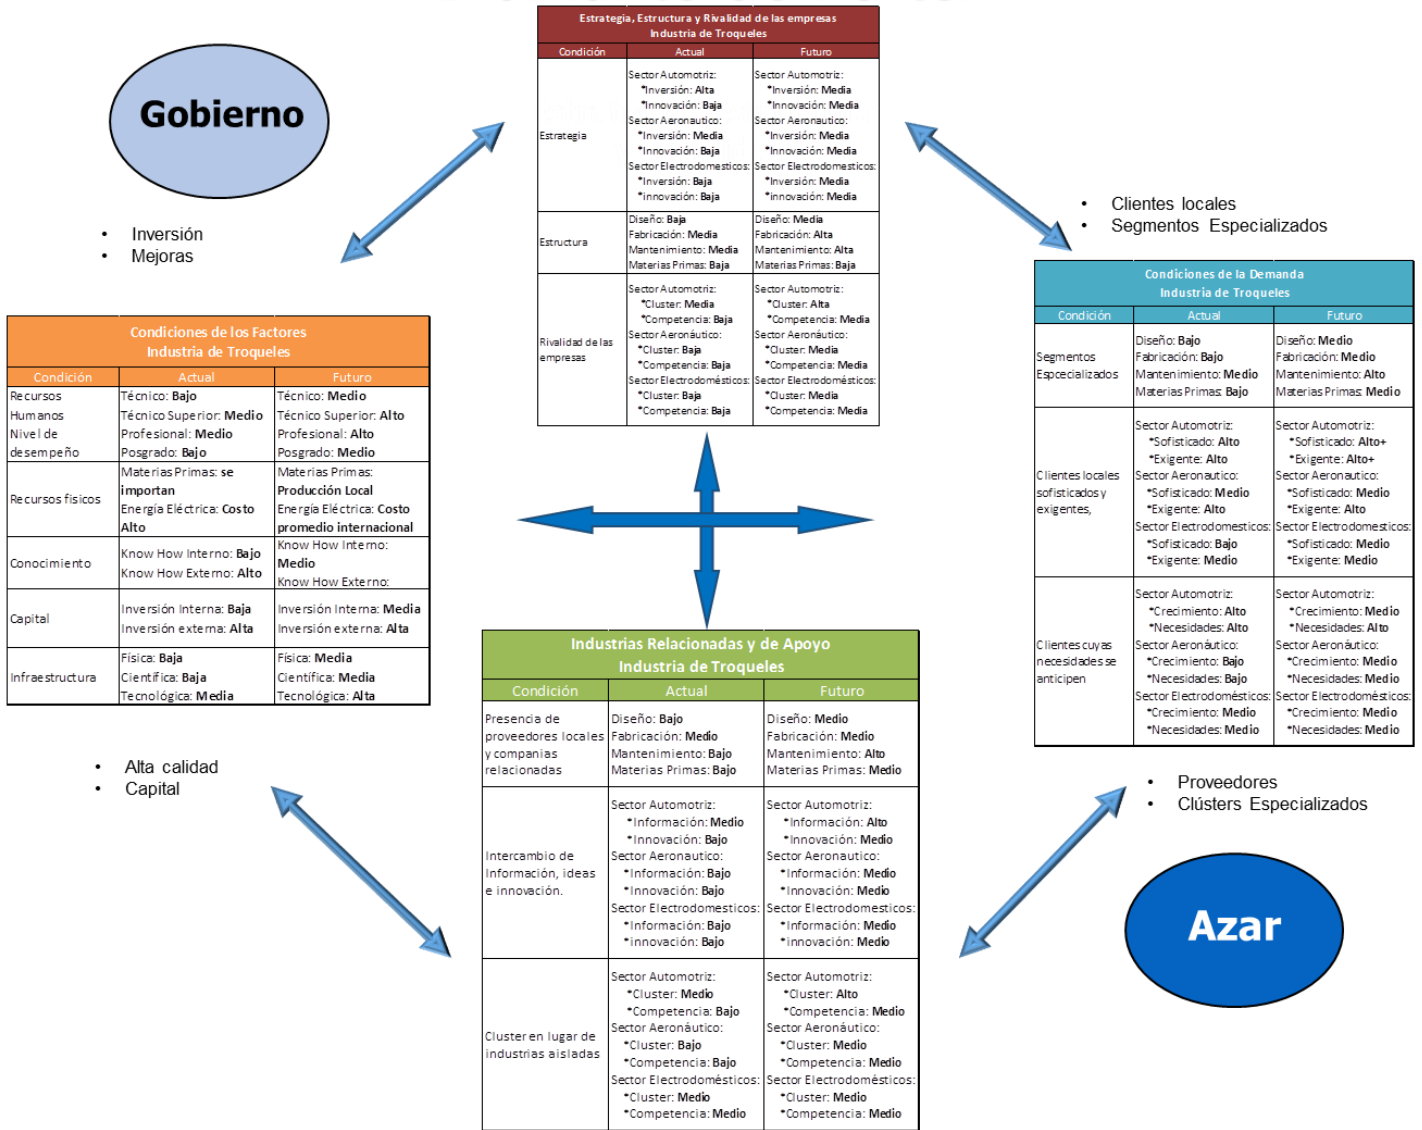 Estrategia, Estructura y Rivalidad de las empresas
Industria de Troqueles
Condición Actual Futuro
Estrategia
Sector Automotriz:
*Inversión: Alta
*Innovación: Baja
Sector Aeronautico:
*Inversión: Media
*Innovación: Baja
Sector Electrodomesticos:
*Inversión: Baja
*innovación: Baja
Sector Automotriz:
*Inversión: Media
*Innovación: Media
Sector Aeronautico:
*Inversión: Media
*Innovación: Media
Sector Electrodomesticos:
*Inversión: Media
*innovación: Media
Estructura
Diseño: Baja
Fabricación: Media
Mantenimiento: Media
Materias Primas: Baja
Diseño: Media
Fabricación: Alta
Mantenimiento: Alta
Materias Primas: Baja
Rivalidad de las
empresas
Sector Automotriz:
*Cluster: Media
*Competencia: Baja
Sector Aeronáutico:
*Cluster: Baja
*Competencia: Baja
Sector Electrodomésticos:
*Cluster: Baja
*Competencia: Baja
Sector Automotriz:
*Cluster: Alta
*Competencia: Media
Sector Aeronáutico:
*Cluster: Media
*Competencia: Media
Sector Electrodomésticos:
*Cluster: Media
*Competencia: Media
Gobierno
• Inversión
• Mejoras
• Clientes locales
• Segmentos Especializados
Condiciones de los Factores
Industria de Troqueles
Condición Actual Futuro
Recursos
Humanos
Nivel de
desempeño
Técnico: Bajo
Técnico Superior: Medio
Profesional: Medio
Posgrado: Bajo
Técnico: Medio
Técnico Superior: Alto
Profesional: Alto
Posgrado: Medio
Recursos fisicos
Materias Primas: se
importan
Energía Eléctrica: Costo
Alto
Materias Primas:
Producción Local
Energía Eléctrica: Costo
promedio internacional
Conocimiento
Know How Interno: Bajo
Know How Externo: Alto
Know How Interno:
Medio
Know How Externo:
Capital
Inversión Interna: Baja
Inversión externa: Alta
Inversión Interna: Media
Inversión externa: Alta
Infraestructura
Física: Baja
Científica: Baja
Tecnológica: Media
Física: Media
Científica: Media
Tecnológica: Alta
Condiciones de la Demanda
Industria de Troqueles
Condición Actual Futuro
Segmentos
Espcecializados
Diseño: Bajo
Fabricación: Bajo
Mantenimiento: Medio
Materias Primas: Bajo
Diseño: Medio
Fabricación: Medio
Mantenimiento: Alto
Materias Primas: Medio
Clientes locales
sofisticados y
exigentes,
Sector Automotriz:
*Sofisticado: Alto
*Exigente: Alto
Sector Aeronautico:
*Sofisticado: Medio
*Exigente: Alto
Sector Electrodomesticos:
*Sofisticado: Bajo
*Exigente: Medio
Sector Automotriz:
*Sofisticado: Alto+
*Exigente: Alto+
Sector Aeronautico:
*Sofisticado: Medio
*Exigente: Alto
Sector Electrodomesticos:
*Sofisticado: Medio
*Exigente: Medio
Clientes cuyas
necesidades se
anticipen
Sector Automotriz:
*Crecimiento: Alto
*Necesidades: Alto
Sector Aeronáutico:
*Crecimiento: Bajo
*Necesidades: Bajo
Sector Electrodomésticos:
*Crecimiento: Medio
*Necesidades: Medio
Sector Automotriz:
*Crecimiento: Medio
*Necesidades: Alto
Sector Aeronáutico:
*Crecimiento: Medio
*Necesidades: Medio
Sector Electrodomésticos:
*Crecimiento: Medio
*Necesidades: Medio
• Alta calidad
• Capital
• Proveedores
• Clústers Especializados
Azar
Industrias Relacionadas y de Apoyo
Industria de Troqueles
Condición Actual Futuro
Presencia de
proveedores locales
y companias
relacionadas
Diseño: Bajo
Fabricación: Medio
Mantenimiento: Bajo
Materias Primas: Bajo
Diseño: Medio
Fabricación: Medio
Mantenimiento: Alto
Materias Primas: Medio
Intercambio de
Información, ideas
e innovación.
Sector Automotriz:
*Información: Medio
*Innovación: Bajo
Sector Aeronautico:
*Información: Bajo
*Innovación: Bajo
Sector Electrodomesticos:
*Información: Bajo
*innovación: Bajo
Sector Automotriz:
*Información: Alto
*Innovación: Medio
Sector Aeronautico:
*Información: Medio
*Innovación: Medio
Sector Electrodomesticos:
*Información: Medio
*innovación: Medio
Cluster en lugar de
industrias aisladas
Sector Automotriz:
*Cluster: Medio
*Competencia: Bajo
Sector Aeronáutico:
*Cluster: Bajo
*Competencia: Bajo
Sector Electrodomésticos:
*Cluster: Medio
*Competencia: Medio
Sector Automotriz:
*Cluster: Alto
*Competencia: Medio
Sector Aeronáutico:
*Cluster: Medio
*Competencia: Medio
Sector Electrodomésticos:
*Cluster: Medio
*Competencia: Medio